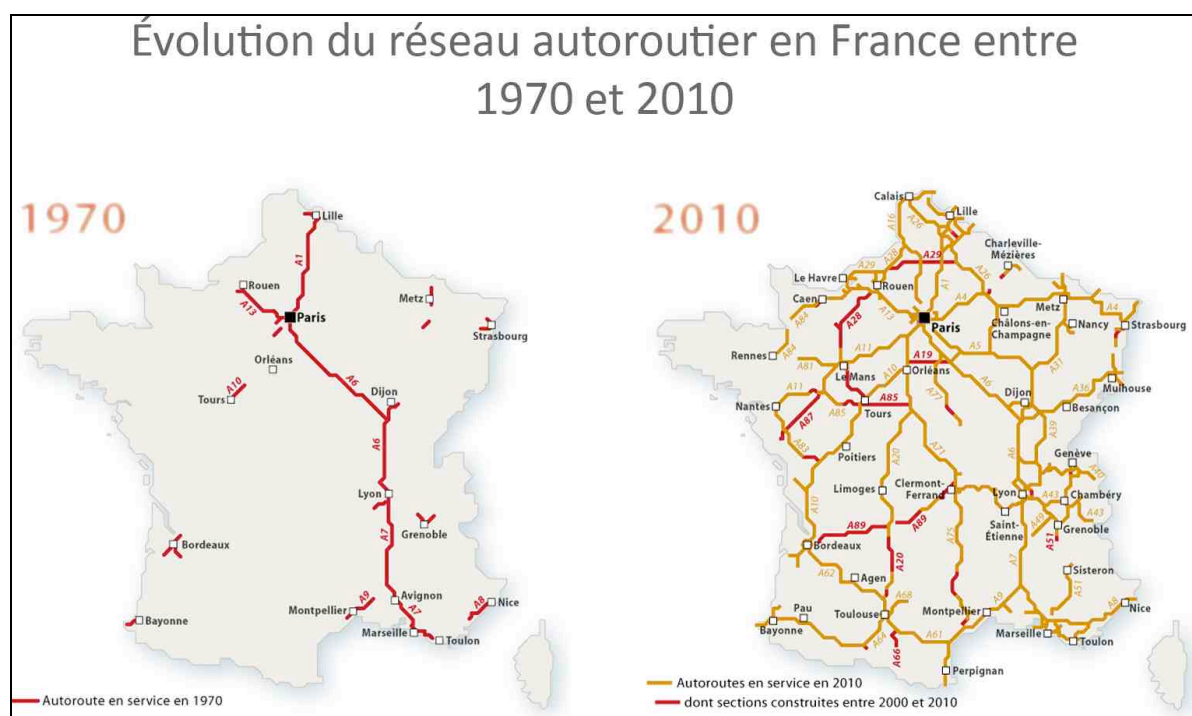 Évolution du réseau autoroutier en France entre
1970 et 2010
1970
Lille
A1
Rouen
A13
Paris
Metz
Strasbourg
Orléans
A10
Tours
A6
Dijon
A6
Lyon
Grenoble
A7
Bordeaux
Avignon
A9
Montpellier
A7
A8
Nice
Bayonne
Marseille
Toulon
Autoroute en service en 1970
2010
Calais
Lille
A16
A26
Charleville-
Mézières
A29
A28
A29
A26
Le Havre
Rouen
A1
Caen
A13
A4
Metz
A4
A84
A28
Paris
Châlons-en-
Champagne
Nancy
Strasbourg
Rennes
A84
A11
A5
A81
A19
A31
Le Mans
A10
Orléans
A6
A36
Mulhouse
A11
A77
Dijon
Nantes
A85
A85
Tours
Besançon
A87
A39
A83
Poitiers
A20
A71
A6
Genève
A40
Limoges
Clermont-
Ferrand
Lyon
A43
Chambéry
A10
Saint-
Étienne
A49
A43
Grenoble
A89
A89
A75
A51
Bordeaux
A20
A7
A62
Agen
Sisteron
A51
A68
Pau
Toulouse
Montpellier
A9
A8
Nice
Bayonne
A64
A61
Marseille
Toulon
A66
Perpignan
Autoroutes en service en 2010
dont sections construites entre 2000 et 2010